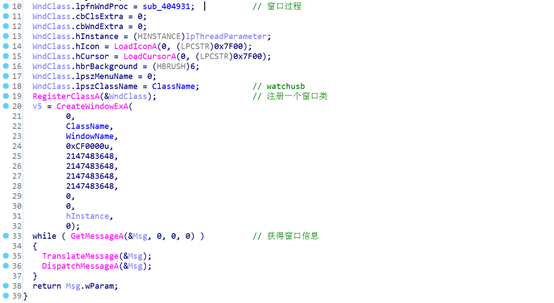 10 WndClass.lpfnWndProc = sub_404931; // 窗口过程
11 WndClass.cbClsExtra = 0;
12 WndClass.cbWndExtra = 0;
13 WndClass.hInstance = (HINSTANCE)lpThreadParameter;
14 WndClass.hIcon = LoadIconA(0, (LPCSTR)0x7F00);
15 WndClass.hCursor = LoadCursorA(0, (LPCSTR)0x7F00);
16 WndClass.hbrBackground = (HBRUSH)6;
17 WndClass.lpszMenuName = 0;
18 WndClass.lpszClassName = ClassName; // watchusb
19 RegisterClassA(&WndClass); // 注册一个窗口类
20 v5 = CreateWindowExA(
21 0,
22 ClassName,
23 WindowName,
24 0xCF0000u,
25 2147483648,
26 2147483648,
27 2147483648,
28 2147483648,
29 0,
30 0,
31 hInstance,
32 0);
33 while ( GetMessageA(&Msg, 0, 0, 0) ) // 获得窗口信息
34 {
35 TranslateMessage(&Msg);
36 DispatchMessageA(&Msg);
37 }
38 return Msg.wParam;
39 }